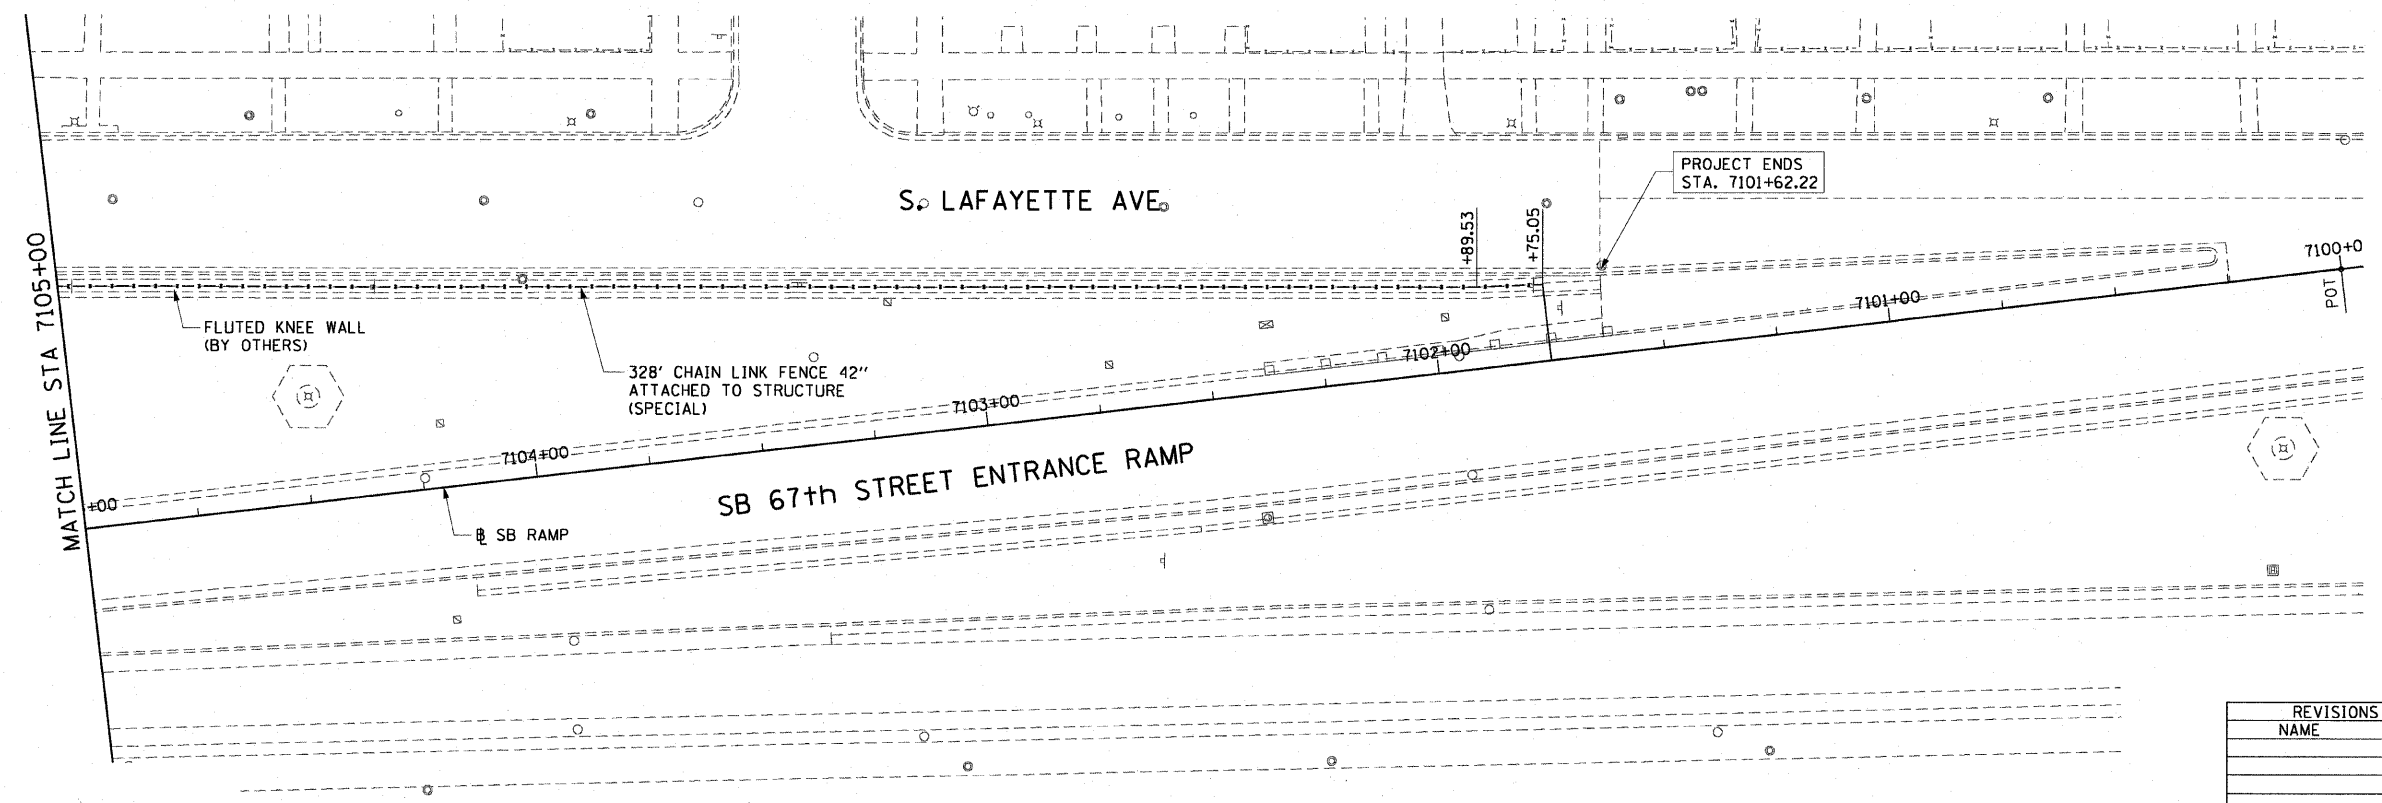 S. LAFAYETTE AVE.
PROJECT ENDS
STA. 7101+62.22
+89.53
+75.05
7100+0
POT
7101+00
7102+00
7103+00
7104+00
+00
MATCH LINE STA 7105+00
FLUTED KNEE WALL
(BY OTHERS)
328' CHAIN LINK FENCE 42"
ATTACHED TO STRUCTURE
(SPECIAL)
SB 67th STREET ENTRANCE RAMP
℄ SB RAMP
REVISIONS
NAME